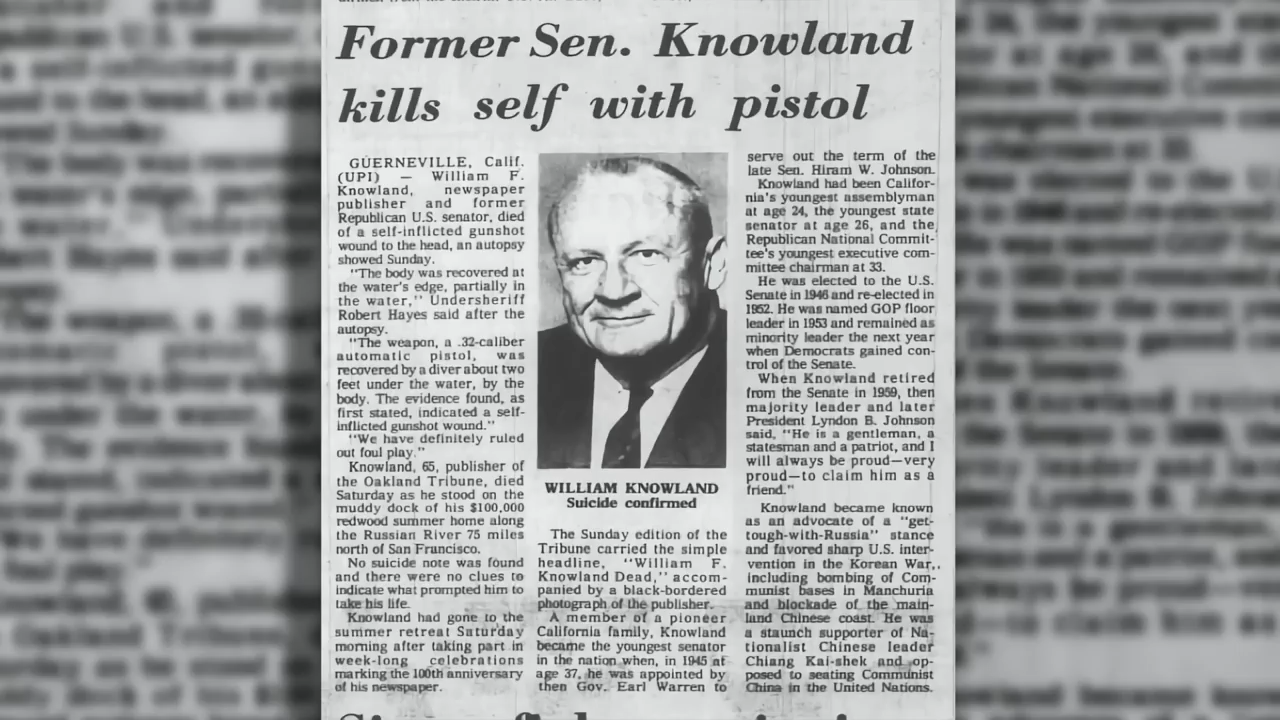 Former Sen. Knowland
kills self with pistol
GUERNEVILLE, Calif.
(UPI) — William F.
Knowland, newspaper
publisher and former
Republican U.S. senator, died
of a self-inflicted gunshot
wound to the head, an autopsy
showed Sunday.
"The body was recovered at
the water's edge, partially in
the water," Undersheriff
Robert Hayes said after the
autopsy.
"The weapon, a .32-caliber
automatic pistol, was
recovered by a diver about two
feet under the water, by the
body. The evidence found, as
first stated, indicated a self-
inflicted gunshot wound."
"We have definitely ruled
out foul play."
Knowland, 65, publisher of
the Oakland Tribune, died
Saturday as he stood on the
muddy dock of his $100,000
redwood summer home along
the Russian River 75 miles
north of San Francisco.
No suicide note was found
and there were no clues to
indicate what prompted him to
take his life.
Knowland had gone to the
summer retreat Saturday
morning after taking part in
week-long celebrations
marking the 100th anniversary
of his newspaper.
WILLIAM KNOWLAND
Suicide confirmed
The Sunday edition of the
Tribune carried the simple
headline, "William F.
Knowland Dead," accom-
panied by a black-bordered
photograph of the publisher.
A member of a pioneer
California family, Knowland
became the youngest senator
in the nation when, in 1945 at
age 37, he was appointed by
then Gov. Earl Warren to
serve out the term of the
late Sen. Hiram W. Johnson.
Knowland had been Califor-
nia's youngest assemblyman
at age 24, the youngest state
senator at age 26, and the
Republican National Commit-
tee's youngest executive com-
mittee chairman at 33.
He was elected to the U.S.
Senate in 1946 and re-elected in
1952. He was named GOP floor
leader in 1953 and remained as
minority leader the next year
when Democrats gained con-
trol of the Senate.
When Knowland retired
from the Senate in 1959, then
majority leader and later
President Lyndon B. Johnson
said, "He is a gentleman, a
statesman and a patriot, and I
will always be proud—very
proud—to claim him as a
friend."
Knowland became known
as an advocate of a "get-
tough-with-Russia" stance
and favored sharp U.S. inter-
vention in the Korean War,
including bombing of Com-
munist bases in Manchuria
and blockade of the main-
land Chinese coast. He was
a staunch supporter of Na-
tionalist Chinese leader
Chiang Kai-shek and op-
posed to seating Communist
China in the United Nations.